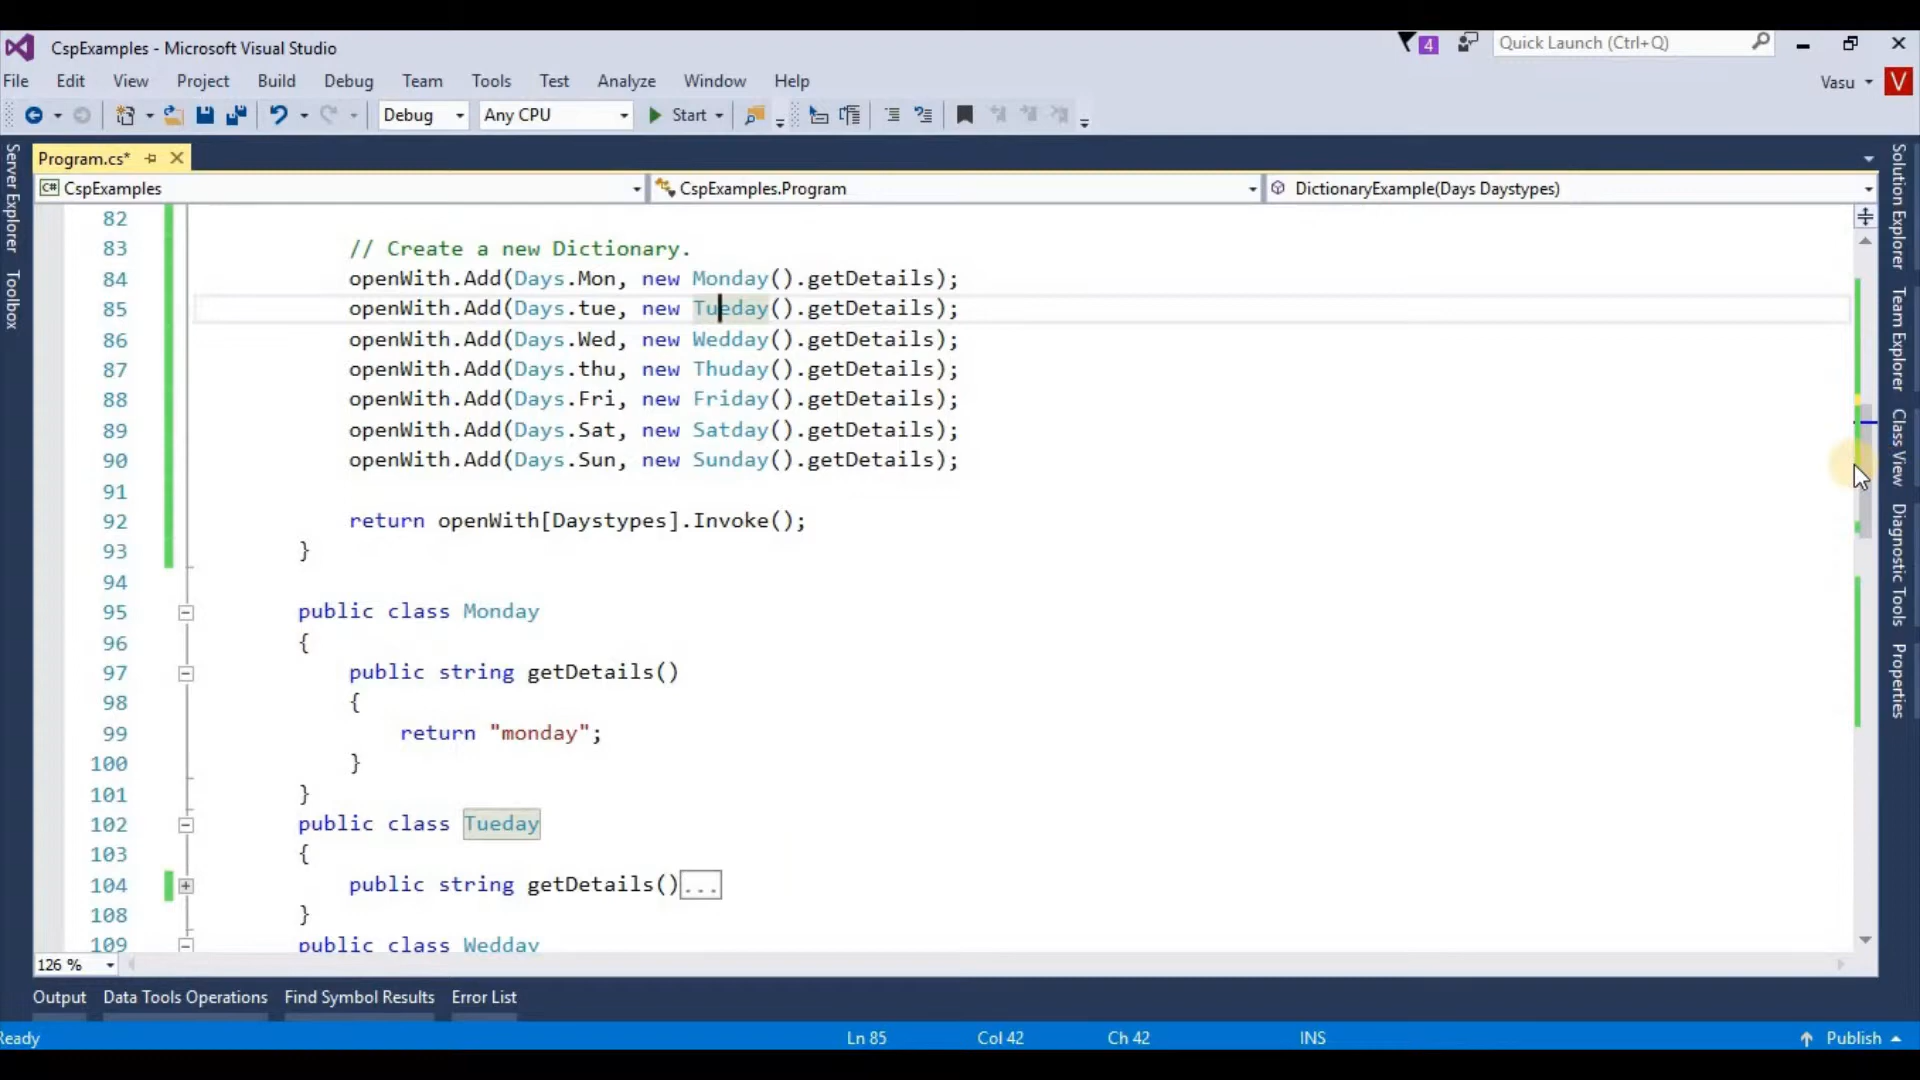 CspExamples - Microsoft Visual Studio
4
Quick Launch (Ctrl+Q)
File Edit View Project Build Debug Team Tools Test Analyze Window Help
Vasu V
Debug Any CPU Start
Program.cs*
C# CspExamples CspExamples.Program DictionaryExample(Days Daystypes)
Server Explorer
Toolbox
82
83 // Create a new Dictionary.
84 openWith.Add(Days.Mon, new Monday().getDetails);
85 openWith.Add(Days.tue, new Tueday().getDetails);
86 openWith.Add(Days.Wed, new Wedday().getDetails);
87 openWith.Add(Days.thu, new Thuday().getDetails);
88 openWith.Add(Days.Fri, new Friday().getDetails);
89 openWith.Add(Days.Sat, new Satday().getDetails);
90 openWith.Add(Days.Sun, new Sunday().getDetails);
91
92 return openWith[Daystypes].Invoke();
93 }
94
95 public class Monday
96 {
97 public string getDetails()
98 {
99 return "monday";
100 }
101 }
102 public class Tueday
103 {
104 public string getDetails()...
108 }
109 public class Wedday
Solution Explorer
Team Explorer
Class View
Diagnostic Tools
Properties
126 %
Output Data Tools Operations Find Symbol Results Error List
Ready Ln 85 Col 42 Ch 42 INS Publish